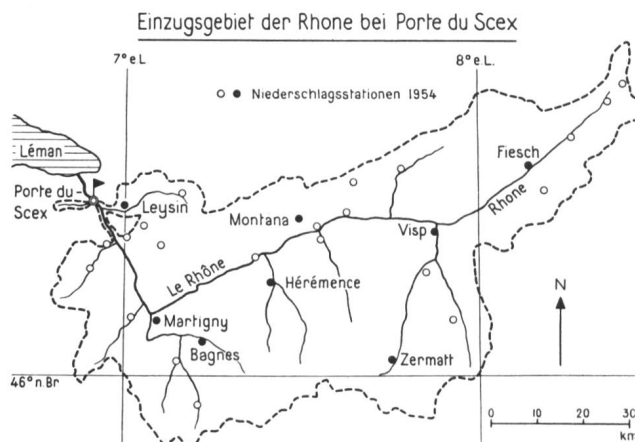 Einzugsgebiet der Rhone bei Porte du Scex
7° e.L.
8° e.L.
Niederschlagsstationen 1954
Léman
Fiesch
Porte du
Scex
Leysin
Rhone
Montana
Visp
Le Rhône
Hérémence
N
Martigny
Bagnes
Zermatt
46° n. Br
0 10 20 30
km